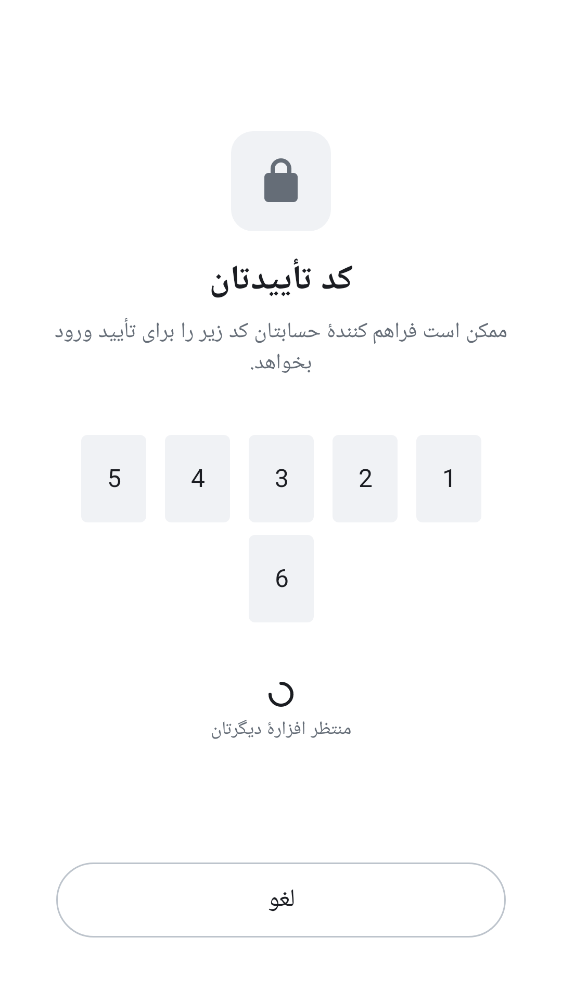 کد تأییدتان
ممکن است فراهم کنندهٔ حسابتان کد زیر را برای تأیید ورود
بخواهد.
1 2 3 4 5
6
منتظر افزارهٔ دیگرتان
لغو